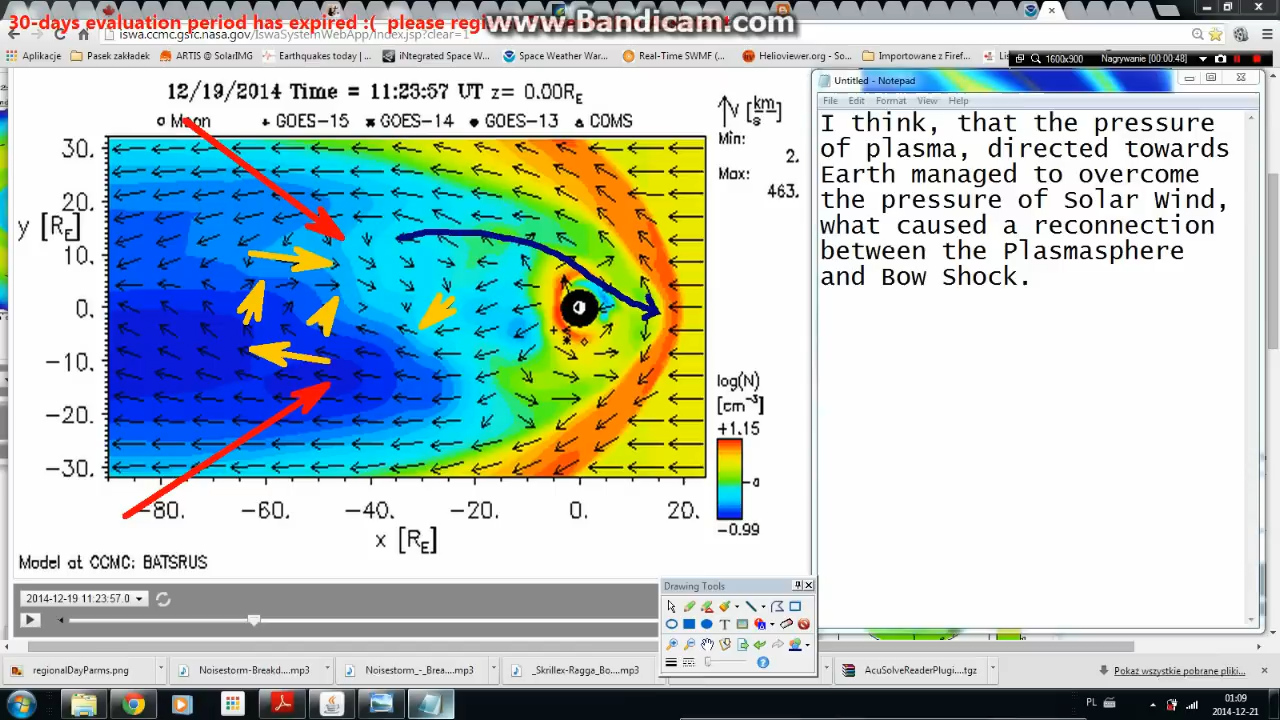 30-days evaluation period has expired :( please regi
www.Bandicam.com
iswa.ccmc.gsfc.nasa.gov/IswaSystemWebApp/index.jsp?clear=1
Aplikacje
Pasek zakładek
ARTIS @ SolarIMG
Earthquakes today | ...
iNtegrated Space W...
Space Weather War...
Real-Time SWMF (...
Helioviewer.org - So...
Importowane z Firef...
1600x900
Nagrywanie [00:00:48]
12/19/2014 Time = 11:23:57 UT z= 0.00RE
Moon
GOES-15
GOES-14
GOES-13
COMS
V [km/s]
Min:
2.
Max:
463.
30.
20.
y [RE]
10.
0.
-10.
-20.
-30.
-80.
-60.
-40.
-20.
0.
20.
x [RE]
log(N)
[cm-3]
+1.15
-0.99
Model at CCMC: BATSRUS
2014-12-19 11:23:57.0
Untitled - Notepad
File Edit Format View Help
I think, that the pressure
of plasma, directed towards
Earth managed to overcome
the pressure of Solar Wind,
what caused a reconnection
between the Plasmasphere
and Bow Shock.
Drawing Tools
regionalDayParms.png
Noisestorm-Breakd....mp3
Noisestorm_-_Brea....mp3
_Skrillex-Ragga_Bo....mp3
AcuSolveReaderPlugi....tgz
Pokaż wszystkie pobrane pliki...
PL
01:09
2014-12-21